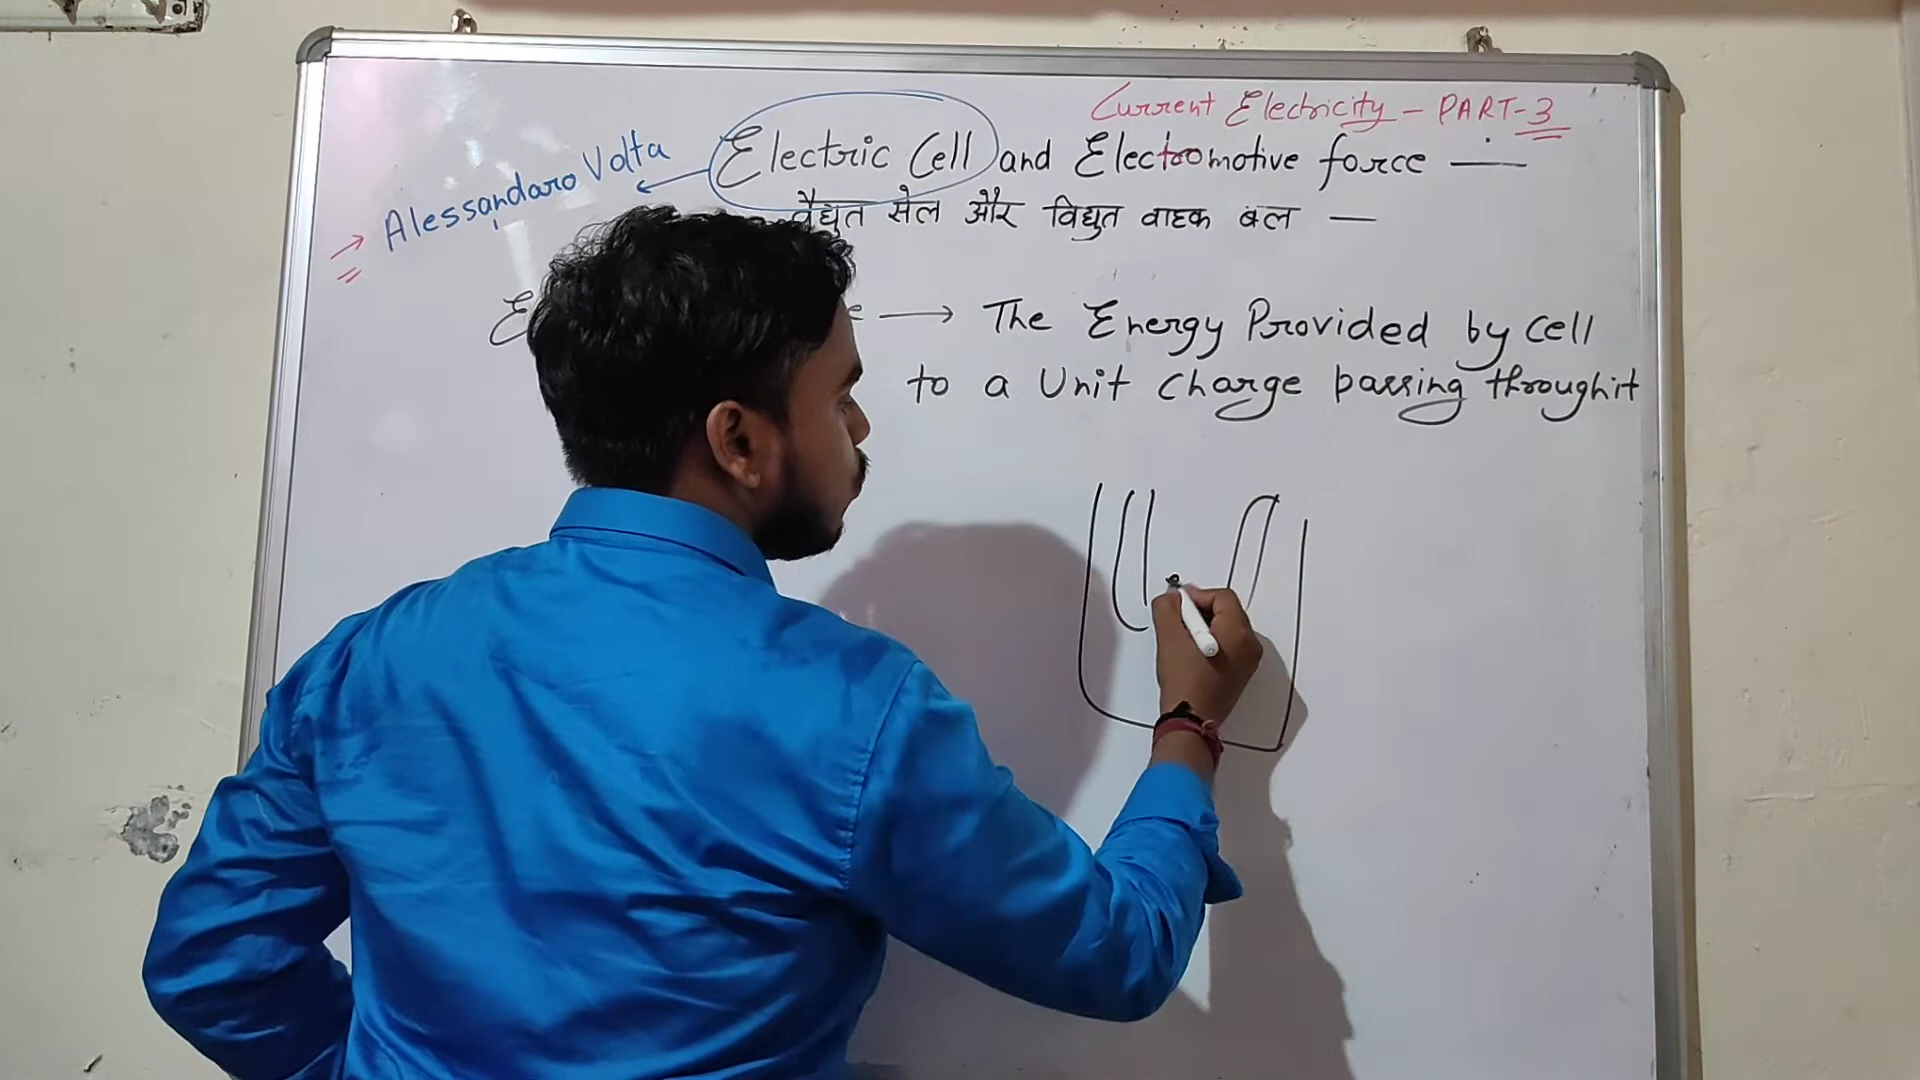 Current Electricity – PART-3
Electric Cell and Electromotive force —
वैद्युत सेल और विद्युत वाहक बल —
→ Alessandaro Volta
→ The Energy Provided by cell
to a Unit charge passing through it